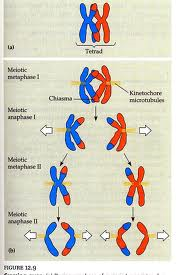 (a)
Tetrad
Meiotic
metaphase I
Chiasma
Kinetochore
microtubules
Meiotic
anaphase I
Meiotic
metaphase II
Meiotic
anaphase II
(b)
FIGURE 12.9